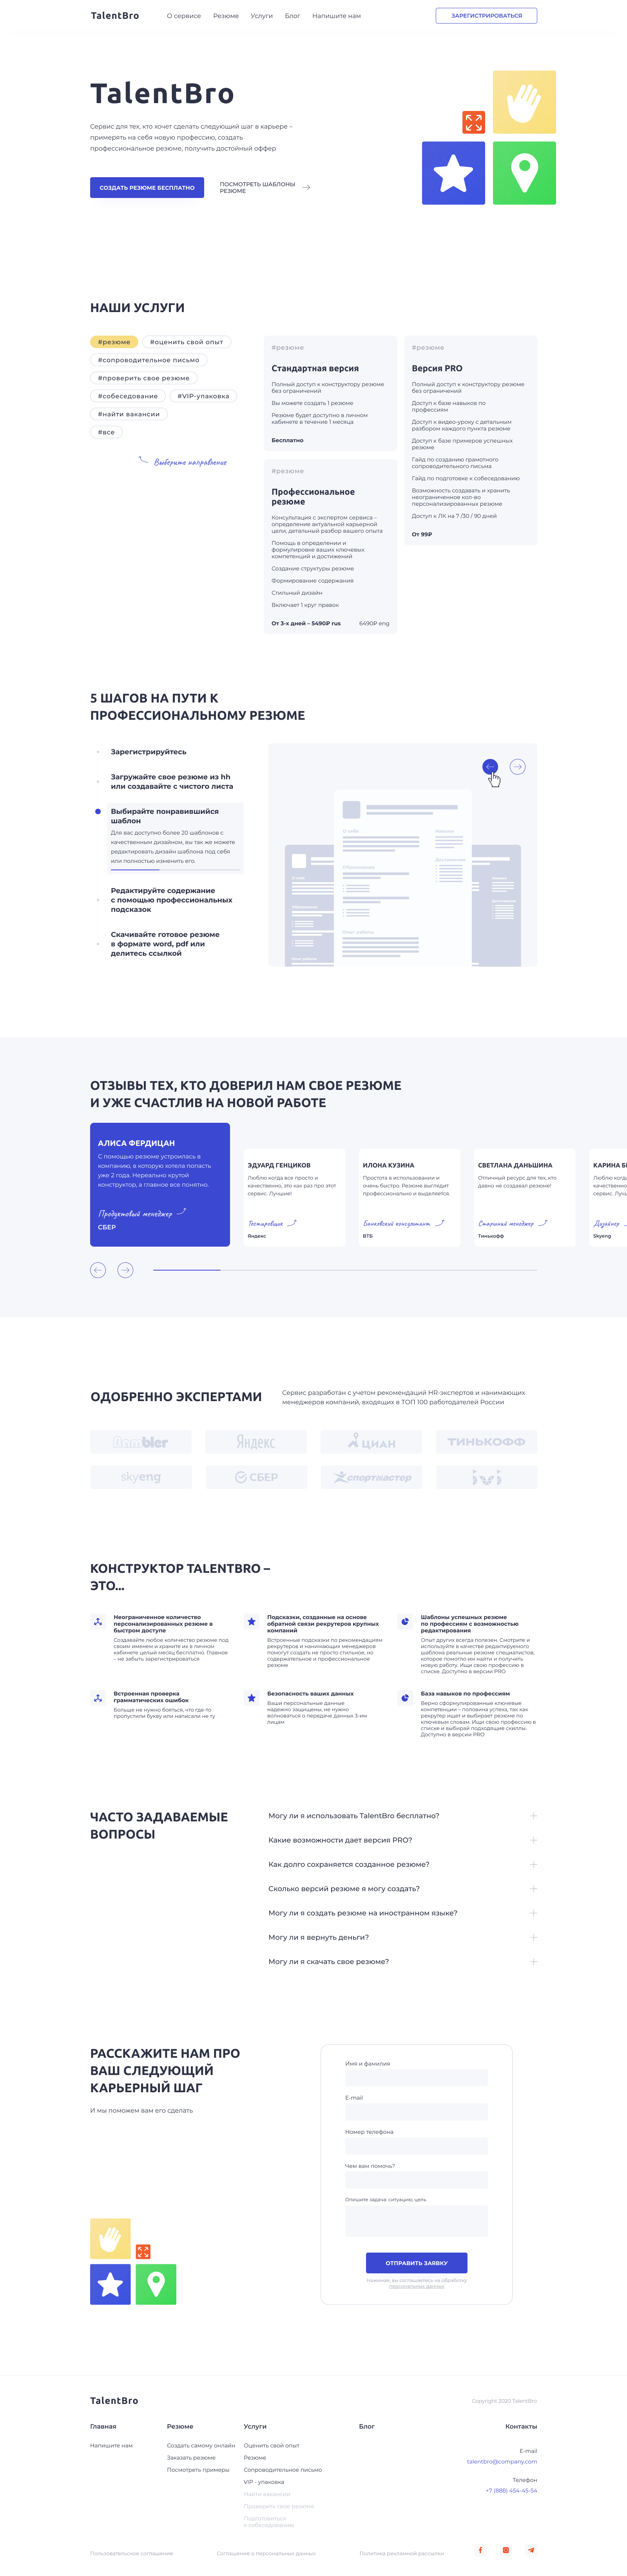 TalentBro
О сервисе
Резюме
Услуги
Блог
Напишите нам
ЗАРЕГИСТРИРОВАТЬСЯ
TalentBro
Сервис для тех, кто хочет сделать следующий шаг в карьере –
примерять на себя новую профессию, создать
профессиональное резюме, получить достойный оффер
СОЗДАТЬ РЕЗЮМЕ БЕСПЛАТНО
ПОСМОТРЕТЬ ШАБЛОНЫ
РЕЗЮМЕ
НАШИ УСЛУГИ
#резюме
#оценить свой опыт
#сопроводительное письмо
#проверить свое резюме
#собеседование
#VIP-упаковка
#найти вакансии
#все
Выберите направление
#резюме
Стандартная версия
Полный доступ к конструктору резюме
без ограничений
Вы можете создать 1 резюме
Резюме будет доступно в личном
кабинете в течение 1 месяца
Бесплатно
#резюме
Профессиональное
резюме
Консультация с экспертом сервиса –
определение актуальной карьерной
цели, детальный разбор вашего опыта
Помощь в определении и
формулировке ваших ключевых
компетенций и достижений
Создание структуры резюме
Формирование содержания
Стильный дизайн
Включает 1 круг правок
От 3-х дней – 5490₽ rus
6490₽ eng
#резюме
Версия PRO
Полный доступ к конструктору резюме
без ограничений
Доступ к базе навыков по
профессиям
Доступ к видео-уроку с детальным
разбором каждого пункта резюме
Доступ к базе примеров успешных
резюме
Гайд по созданию грамотного
сопроводительного письма
Гайд по подготовке к собеседованию
Возможность создавать и хранить
неограниченное кол-во
персонализированных резюме
Доступ к ЛК на 7 /30 / 90 дней
От 99₽
5 ШАГОВ НА ПУТИ К
ПРОФЕССИОНАЛЬНОМУ РЕЗЮМЕ
Зарегистрируйтесь
Загружайте свое резюме из hh
или создавайте с чистого листа
Выбирайте понравившийся
шаблон
Для вас доступно более 20 шаблонов с
качественным дизайном, вы так же можете
редактировать дизайн шаблона под себя
или полностью изменить его.
Редактируйте содержание
с помощью профессиональных
подсказок
Скачивайте готовое резюме
в формате word, pdf или
делитесь ссылкой
О себе
Навыки
Достижения
Образование
Опыт работы
ОТЗЫВЫ ТЕХ, КТО ДОВЕРИЛ НАМ СВОЕ РЕЗЮМЕ
И УЖЕ СЧАСТЛИВ НА НОВОЙ РАБОТЕ
АЛИСА ФЕРДИЦАН
С помощью резюме устроилась в
компанию, в которую хотела попасть
уже 2 года. Нереально крутой
конструктор, а главное все понятно.
Продуктовый менеджер
СБЕР
ЭДУАРД ГЕНЦИКОВ
Люблю когда все просто и
качественно, это как раз про этот
сервис. Лучшие!
Тестировщик
Яндекс
ИЛОНА КУЗИНА
Простота в использовании и
очень быстро. Резюме выглядит
профессионально и выделяется.
Банковский консультант
ВТБ
СВЕТЛАНА ДАНЬШИНА
Отличный ресурс для тех, кто
давно не создавал резюме!
Старший менеджер
Тинькофф
КАРИНА
Люблю когда
качественно
сервис.
Дизайнер
Skyeng
ОДОБРЕННО ЭКСПЕРТАМИ
Сервис разработан с учетом рекомендаций HR-экспертов и нанимающих
менеджеров компаний, входящих в ТОП 100 работодателей России
Rambler
Яндекс
ЦИАН
ТИНЬКОФФ
skyeng
СБЕР
спортмастер
КОНСТРУКТОР TALENTBRO –
ЭТО...
Неограниченное количество
персонализированных резюме в
быстром доступе
Создавайте любое количество резюме под
своим именем и храните их в личном
кабинете целый месяц бесплатно. Главное
– не забыть зарегистрироваться
Подсказки, созданные на основе
обратной связи рекрутеров крупных
компаний
Встроенные подсказки по рекомендациям
рекрутеров и нанимающих менеджеров
помогут создать не просто стильное, но
содержательное и профессиональное
резюме
Шаблоны успешных резюме
по профессиям с возможностью
редактирования
Опыт других всегда полезен. Смотрите и
используйте в качестве редактируемого
шаблона реальные резюме специалистов,
которое помогло им найти и получить
новую работу. Ищи свою профессию в
списке. Доступно в версии PRO
Встроенная проверка
грамматических ошибок
Больше не нужно бояться, что где-то
пропустили букву или написали не ту
Безопасность ваших данных
Ваши персональные данные
надежно защищены, не нужно
волноваться о передаче данных 3-им
лицам
База навыков по профессиям
Верно сформулированные ключевые
компетенции – половина успеха, так как
рекрутер ищет и выбирает резюме по
ключевым словам. Ищи свою профессию в
списке и выбирай подходящие скиллы.
Доступно в версии PRO
ЧАСТО ЗАДАВАЕМЫЕ
ВОПРОСЫ
Могу ли я использовать TalentBro бесплатно?
Какие возможности дает версия PRO?
Как долго сохраняется созданное резюме?
Сколько версий резюме я могу создать?
Могу ли я создать резюме на иностранном языке?
Могу ли я вернуть деньги?
Могу ли я скачать свое резюме?
РАССКАЖИТЕ НАМ ПРО
ВАШ СЛЕДУЮЩИЙ
КАРЬЕРНЫЙ ШАГ
И мы поможем вам его сделать
Имя и фамилия
E-mail
Номер телефона
Чем вам помочь?
Опишите задача ситуацию, цель
ОТПРАВИТЬ ЗАЯВКУ
Нажимая, вы соглашаетесь на обработку
персональных данных
TalentBro
Copyright 2020 TalentBro
Главная
Напишите нам
Резюме
Создать самому онлайн
Заказать резюме
Посмотреть примеры
Услуги
Оценить свой опыт
Резюме
Сопроводительное письмо
VIP - упаковка
Найти вакансии
Проверить свое резюме
Подготовиться
к собеседованию
Блог
Контакты
E-mail
talentbro@company.com
Телефон
+7 (888) 454-45-54
Пользовательское соглашение
Соглашение о персональных данных
Политика рекламной рассылки